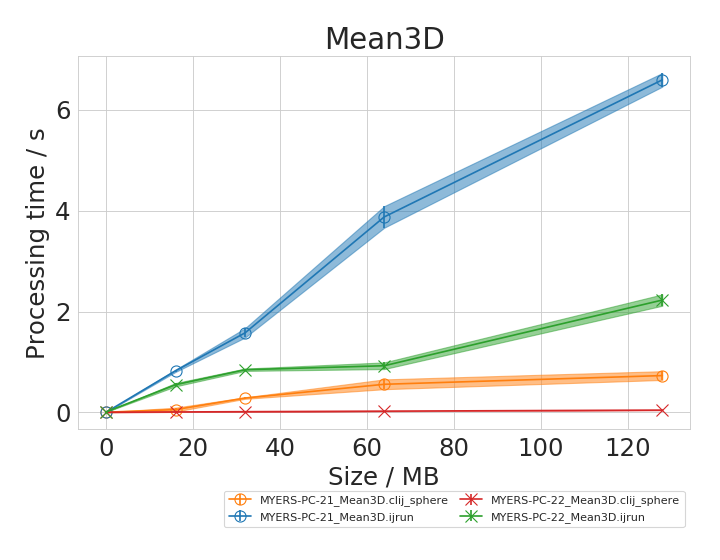 Mean3D
Processing time / s
6
4
2
0
0 20 40 60 80 100 120
Size / MB
MYERS-PC-21_Mean3D.clij_sphere MYERS-PC-22_Mean3D.clij_sphere
MYERS-PC-21_Mean3D.ijrun MYERS-PC-22_Mean3D.ijrun